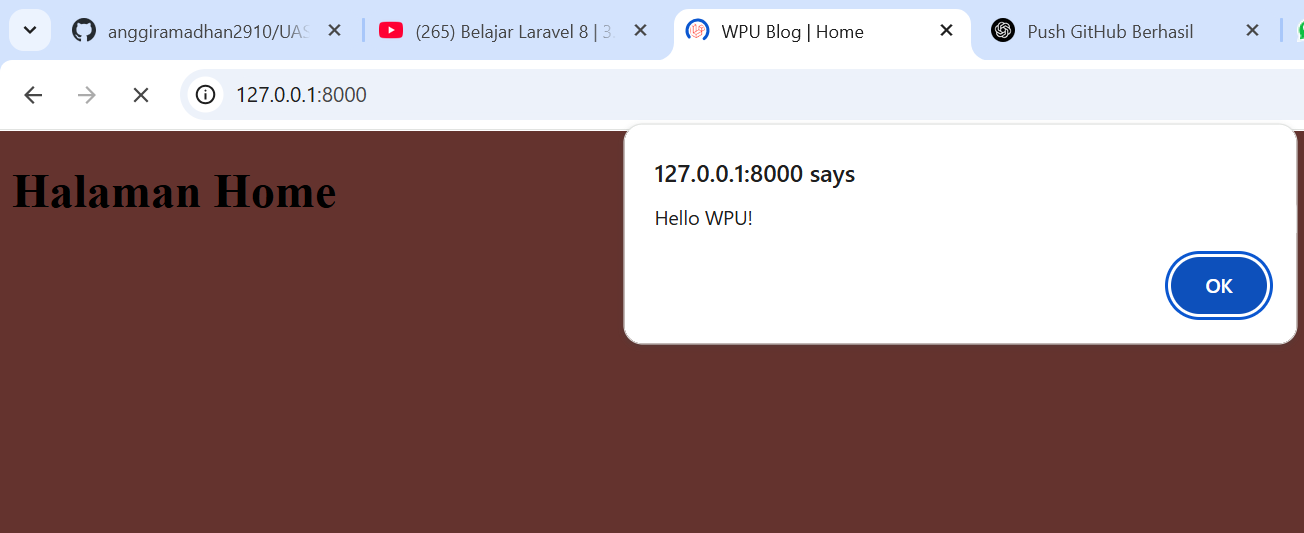 anggiramadhan2910/UAS
(265) Belajar Laravel 8 | 3.
WPU Blog | Home
Push GitHub Berhasil
127.0.0.1:8000
Halaman Home
127.0.0.1:8000 says
Hello WPU!
OK